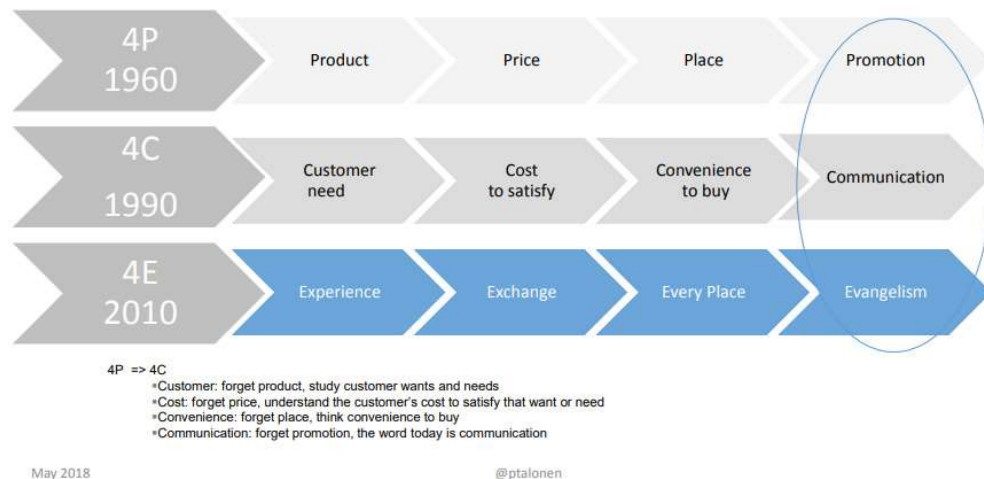 4P
1960
Product
Price
Place
Promotion
4C
1990
Customer
need
Cost
to satisfy
Convenience
to buy
Communication
4E
2010
Experience
Exchange
Every Place
Evangelism
4P => 4C
▪Customer: forget product, study customer wants and needs
▪Cost: forget price, understand the customer's cost to satisfy that want or need
▪Convenience: forget place, think convenience to buy
▪Communication: forget promotion, the word today is communication
May 2018
@ptalonen